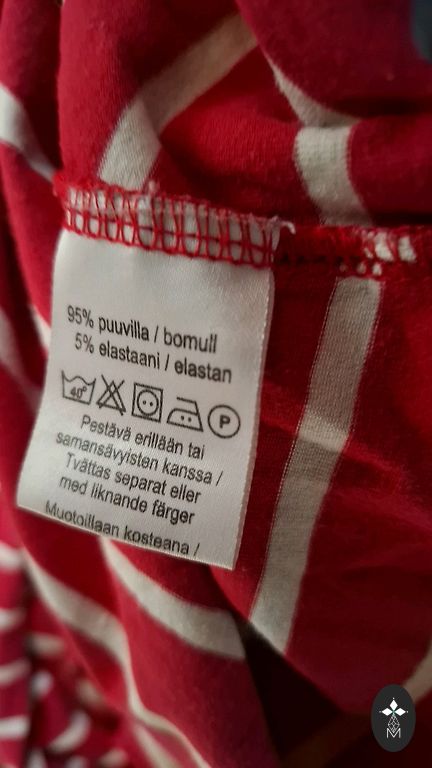 95% puuvilla / bomull
5% elastaani / elastan
40° P
Pestävä erillään tai
samansävyisten kanssa /
Tvättas separat eller
med liknande färger
Muotoillaan kosteana /
M